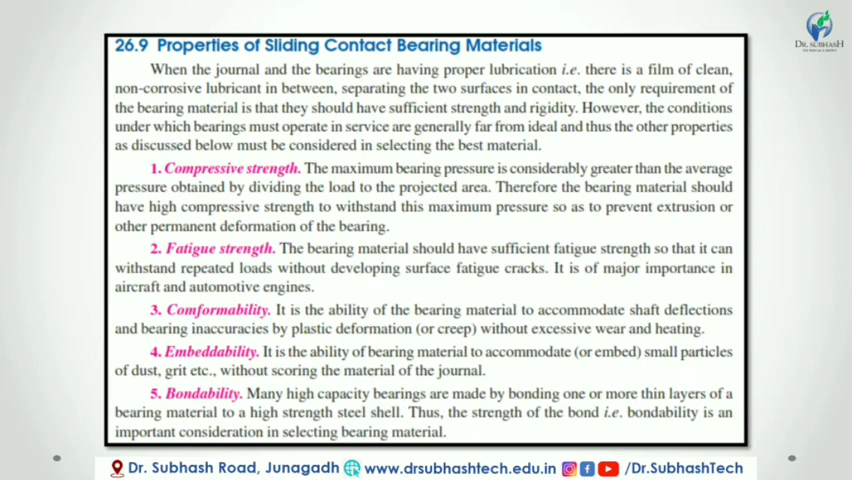 DR. SUBHASH
26.9 Properties of Sliding Contact Bearing Materials
When the journal and the bearings are having proper lubrication i.e. there is a film of clean,
non-corrosive lubricant in between, separating the two surfaces in contact, the only requirement of
the bearing material is that they should have sufficient strength and rigidity. However, the conditions
under which bearings must operate in service are generally far from ideal and thus the other properties
as discussed below must be considered in selecting the best material.
1. Compressive strength. The maximum bearing pressure is considerably greater than the average
pressure obtained by dividing the load to the projected area. Therefore the bearing material should
have high compressive strength to withstand this maximum pressure so as to prevent extrusion or
other permanent deformation of the bearing.
2. Fatigue strength. The bearing material should have sufficient fatigue strength so that it can
withstand repeated loads without developing surface fatigue cracks. It is of major importance in
aircraft and automotive engines.
3. Comformability. It is the ability of the bearing material to accommodate shaft deflections
and bearing inaccuracies by plastic deformation (or creep) without excessive wear and heating.
4. Embeddability. It is the ability of bearing material to accommodate (or embed) small particles
of dust, grit etc., without scoring the material of the journal.
5. Bondability. Many high capacity bearings are made by bonding one or more thin layers of a
bearing material to a high strength steel shell. Thus, the strength of the bond i.e. bondability is an
important consideration in selecting bearing material.
Dr. Subhash Road, Junagadh www.drsubhashtech.edu.in /Dr.SubhashTech